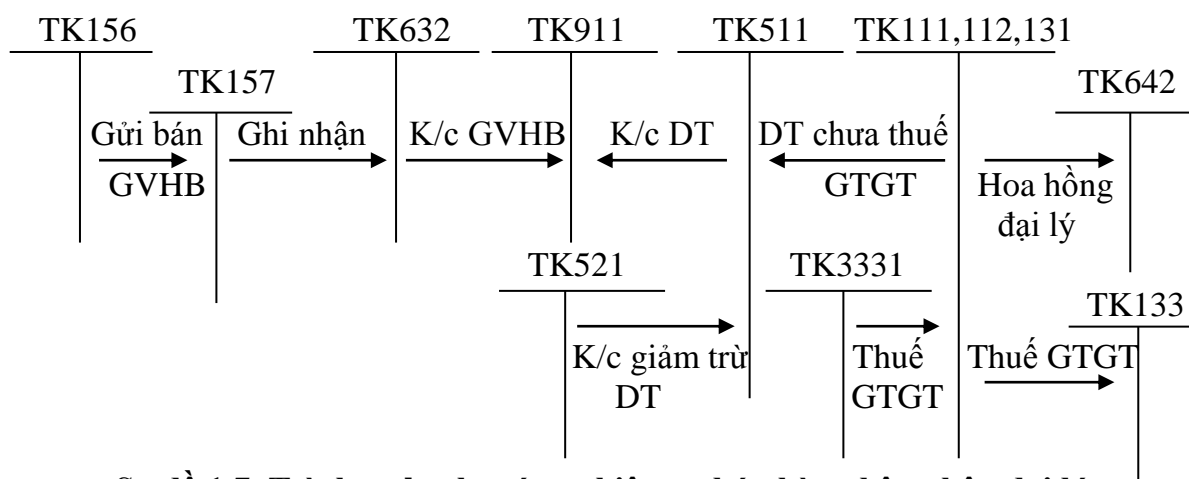 TK156
TK632
TK911
TK511
TK111,112,131
TK157
TK642
Gửi bán
GVHB
Ghi nhận
K/c GVHB
K/c DT
DT chưa thuế
GTGT
Hoa hồng
đại lý
TK521
TK3331
TK133
K/c giảm trừ
DT
Thuế
GTGT
Thuế GTGT